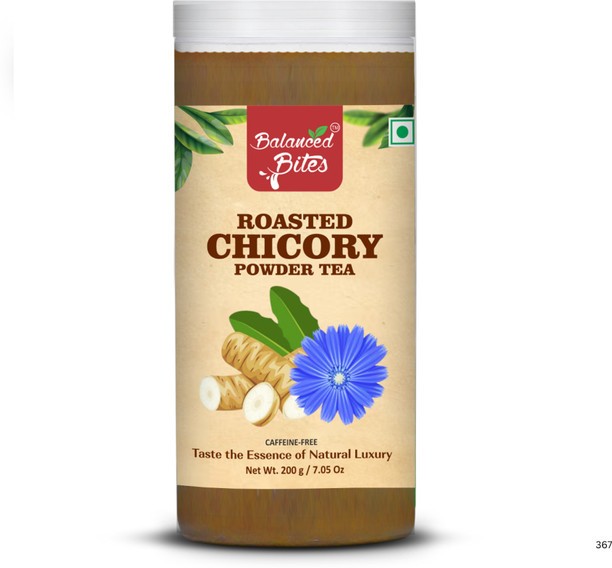 Balanced
TM
Bites
ROASTED
CHICORY
POWDER TEA
CAFFEINE-FREE
Taste the Essence of Natural Luxury
Net Wt. 200 g / 7.05 Oz
367